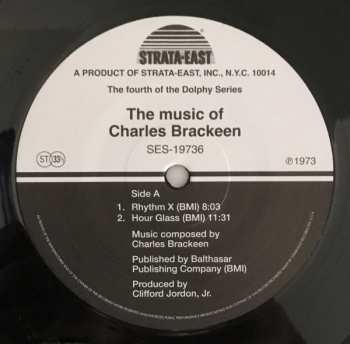 STRATA-EAST
A PRODUCT OF STRATA-EAST, INC., N.Y.C. 10014
The fourth of the Dolphy Series
The music of
Charles Brackeen
SES-19736
ST 33⅓
℗1973
Side A
1. Rhythm X (BMI) 8:03
2. Hour Glass (BMI) 11:31
Music composed by
Charles Brackeen
Published by Balthasar
Publishing Company (BMI)
Produced by
Clifford Jordon, Jr.